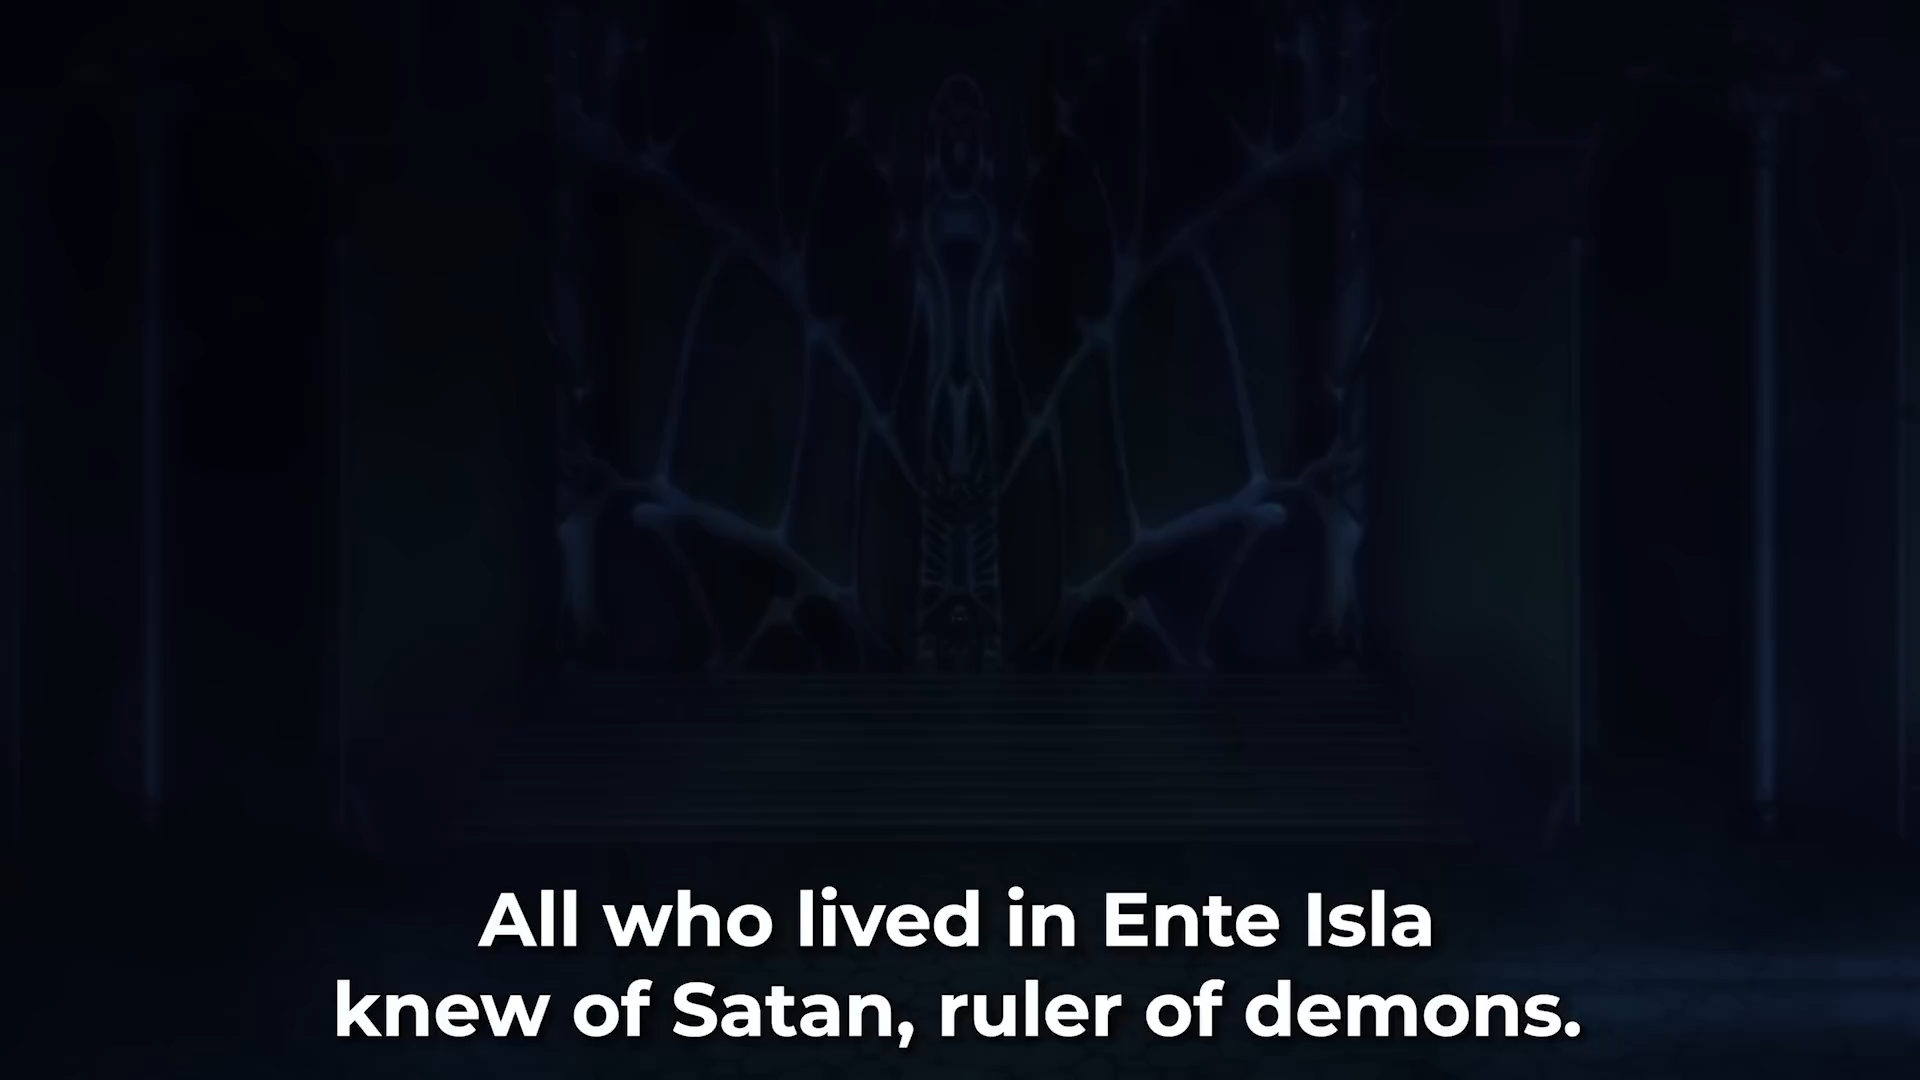 All who lived in Ente Isla
knew of Satan, ruler of demons.